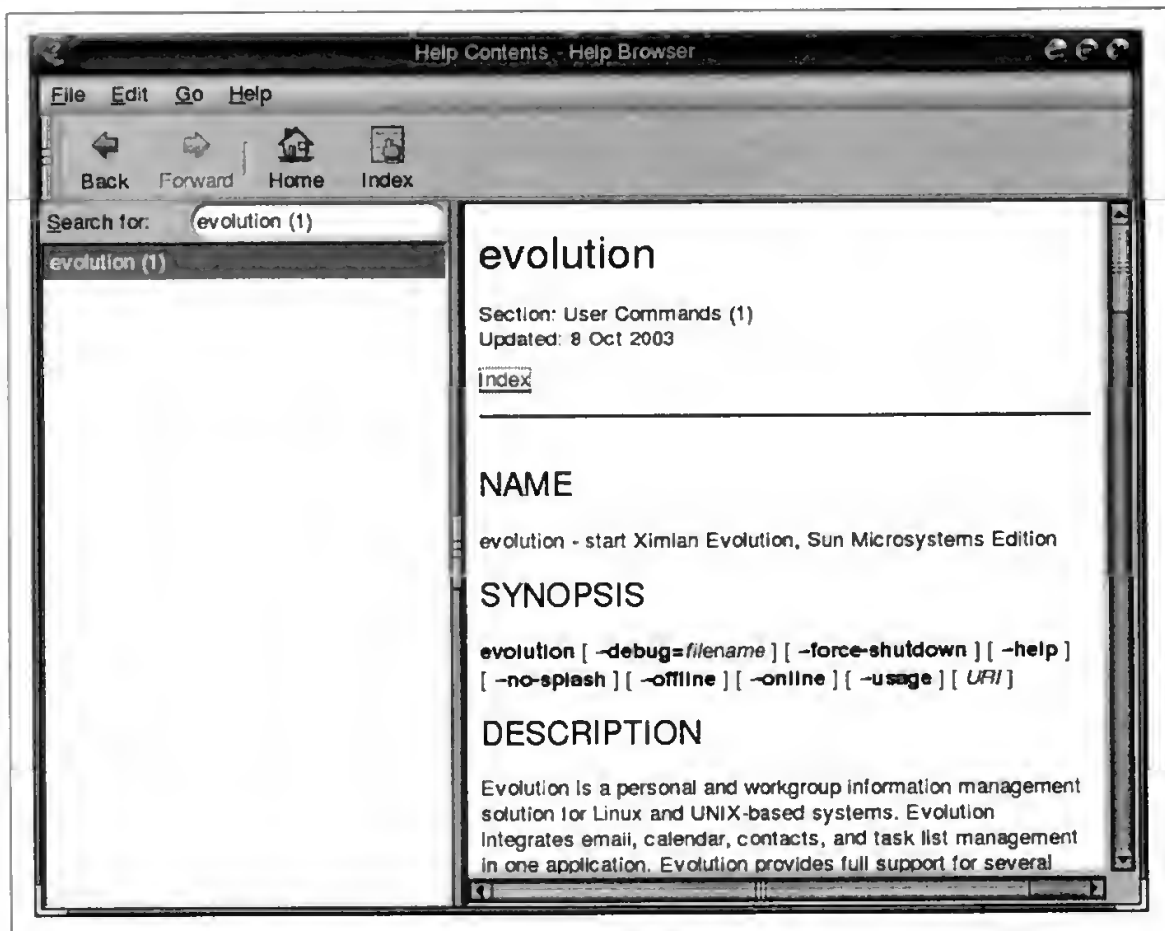 Help Contents - Help Browser
File Edit Go Help
Back Forward Home Index
Search for: evolution (1)
evolution (1)
evolution
Section: User Commands (1)
Updated: 8 Oct 2003
Index
NAME
evolution - start Ximian Evolution, Sun Microsystems Edition
SYNOPSIS
evolution [ -debug=filename ] [ -force-shutdown ] [ -help ]
[ -no-splash ] [ -offline ] [ -online ] [ -usage ] [ URI ]
DESCRIPTION
Evolution is a personal and workgroup information management
solution for Linux and UNIX-based systems. Evolution
integrates email, calendar, contacts, and task list management
in one application. Evolution provides full support for several